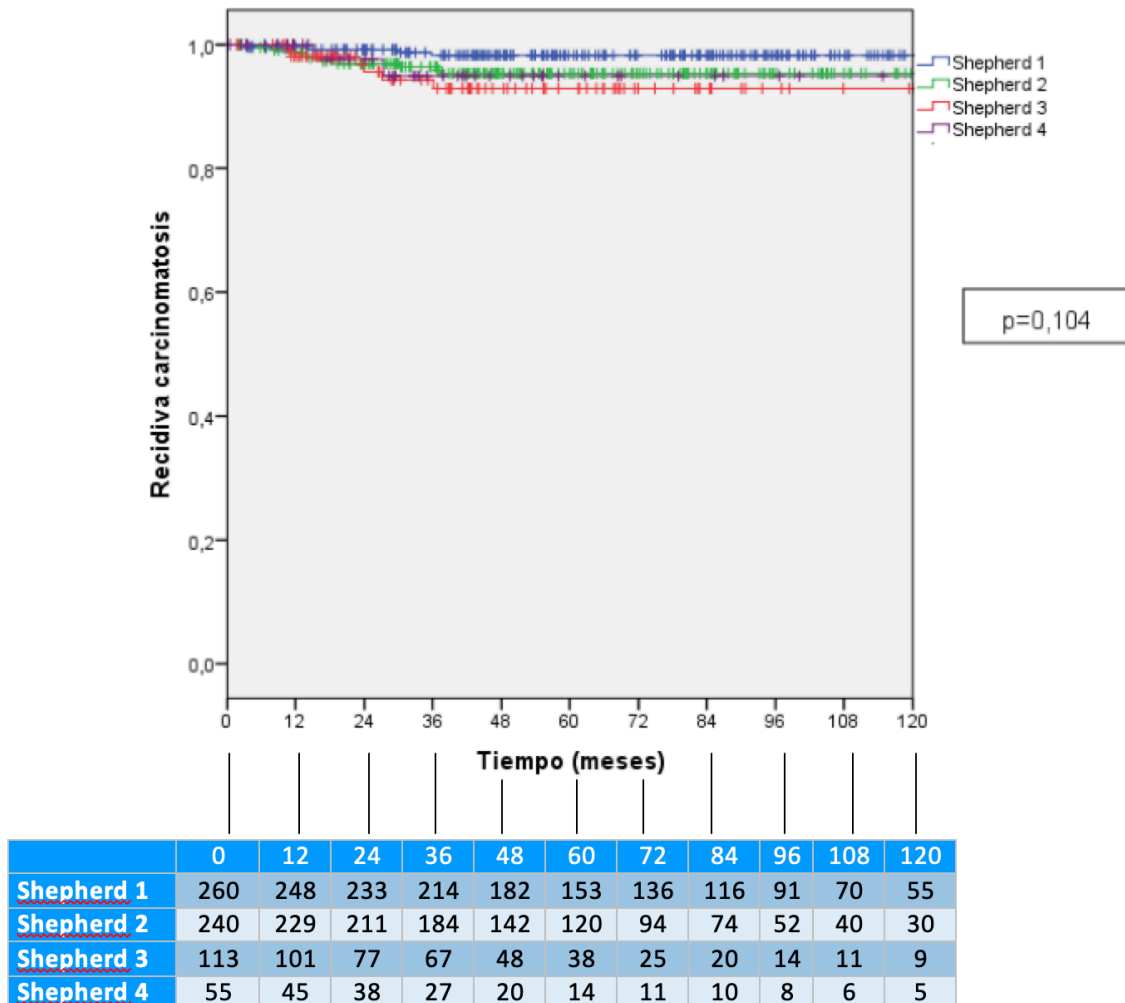 1,0
0,8
0,6
0,4
0,2
0,0
Recidiva carcinomatosis
Shepherd 1
Shepherd 2
Shepherd 3
Shepherd 4
p=0,104
0 12 24 36 48 60 72 84 96 108 120
Tiempo (meses)
0 12 24 36 48 60 72 84 96 108 120
Shepherd 1 260 248 233 214 182 153 136 116 91 70 55
Shepherd 2 240 229 211 184 142 120 94 74 52 40 30
Shepherd 3 113 101 77 67 48 38 25 20 14 11 9
Shepherd 4 55 45 38 27 20 14 11 10 8 6 5